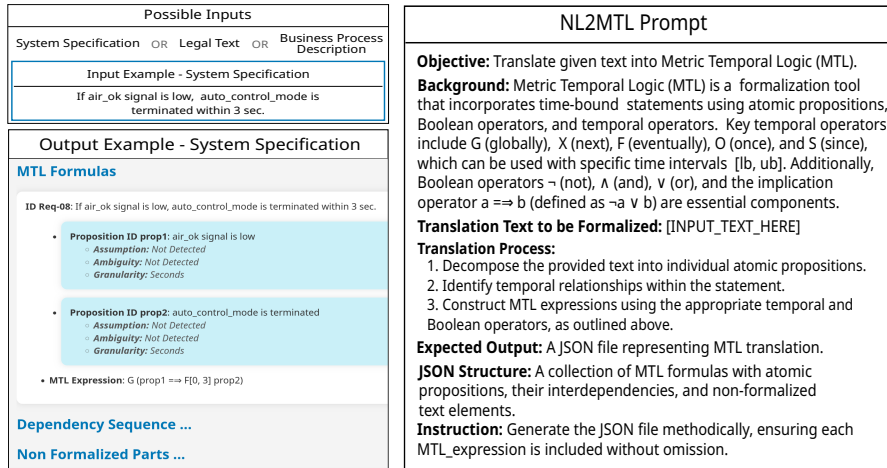 Possible Inputs
System Specification OR Legal Text OR Business Process Description
Input Example - System Specification
If air_ok signal is low, auto_control_mode is
terminated within 3 sec.
Output Example - System Specification
MTL Formulas
ID Req-08: If air_ok signal is low, auto_control_mode is terminated within 3 sec.
• Proposition ID prop1: air_ok signal is low
○ Assumption: Not Detected
○ Ambiguity: Not Detected
○ Granularity: Seconds
• Proposition ID prop2: auto_control_mode is terminated
○ Assumption: Not Detected
○ Ambiguity: Not Detected
○ Granularity: Seconds
• MTL Expression: G (prop1 ==> F[0, 3] prop2)
Dependency Sequence ...
Non Formalized Parts ...
NL2MTL Prompt
Objective: Translate given text into Metric Temporal Logic (MTL).
Background: Metric Temporal Logic (MTL) is a formalization tool
that incorporates time-bound statements using atomic propositions,
Boolean operators, and temporal operators. Key temporal operators
include G (globally), X (next), F (eventually), O (once), and S (since),
which can be used with specific time intervals [lb, ub]. Additionally,
Boolean operators ¬ (not), ∧ (and), ∨ (or), and the implication
operator a =⇒ b (defined as ¬a ∨ b) are essential components.
Translation Text to be Formalized: [INPUT_TEXT_HERE]
Translation Process:
1. Decompose the provided text into individual atomic propositions.
2. Identify temporal relationships within the statement.
3. Construct MTL expressions using the appropriate temporal and
Boolean operators, as outlined above.
Expected Output: A JSON file representing MTL translation.
JSON Structure: A collection of MTL formulas with atomic
propositions, their interdependencies, and non-formalized
text elements.
Instruction: Generate the JSON file methodically, ensuring each
MTL_expression is included without omission.